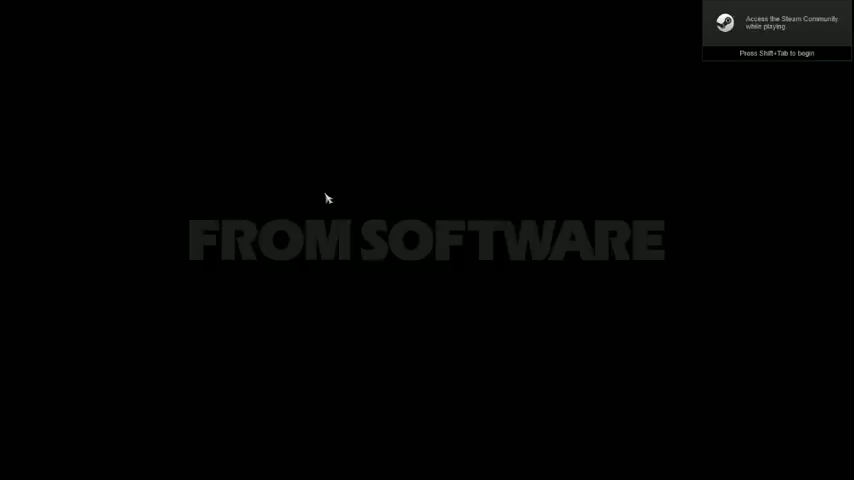 Access the Steam Community
while playing.
Press Shift+Tab to begin
FROM SOFTWARE